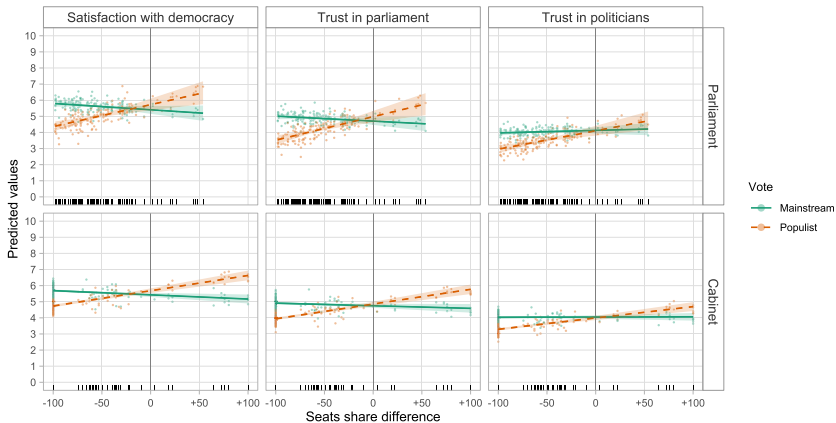 Satisfaction with democracy Trust in parliament Trust in politicians
10
9
8
7
6
5
4
3
2
1
0
Parliament
Predicted values
10
9
8
7
6
5
4
3
2
1
0
Cabinet
-100 -50 0 +50 +100 -100 -50 0 +50 +100 -100 -50 0 +50 +100
Seats share difference
Vote
Mainstream
Populist